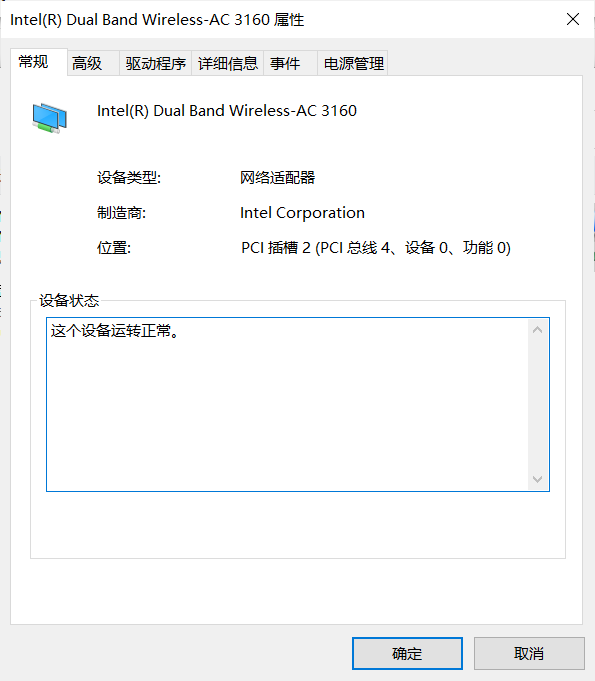 Intel(R) Dual Band Wireless-AC 3160 属性
常规 高级 驱动程序 详细信息 事件 电源管理
Intel(R) Dual Band Wireless-AC 3160
设备类型: 网络适配器
制造商: Intel Corporation
位置: PCI 插槽 2 (PCI 总线 4、设备 0、功能 0)
设备状态
这个设备运转正常。
确定 取消